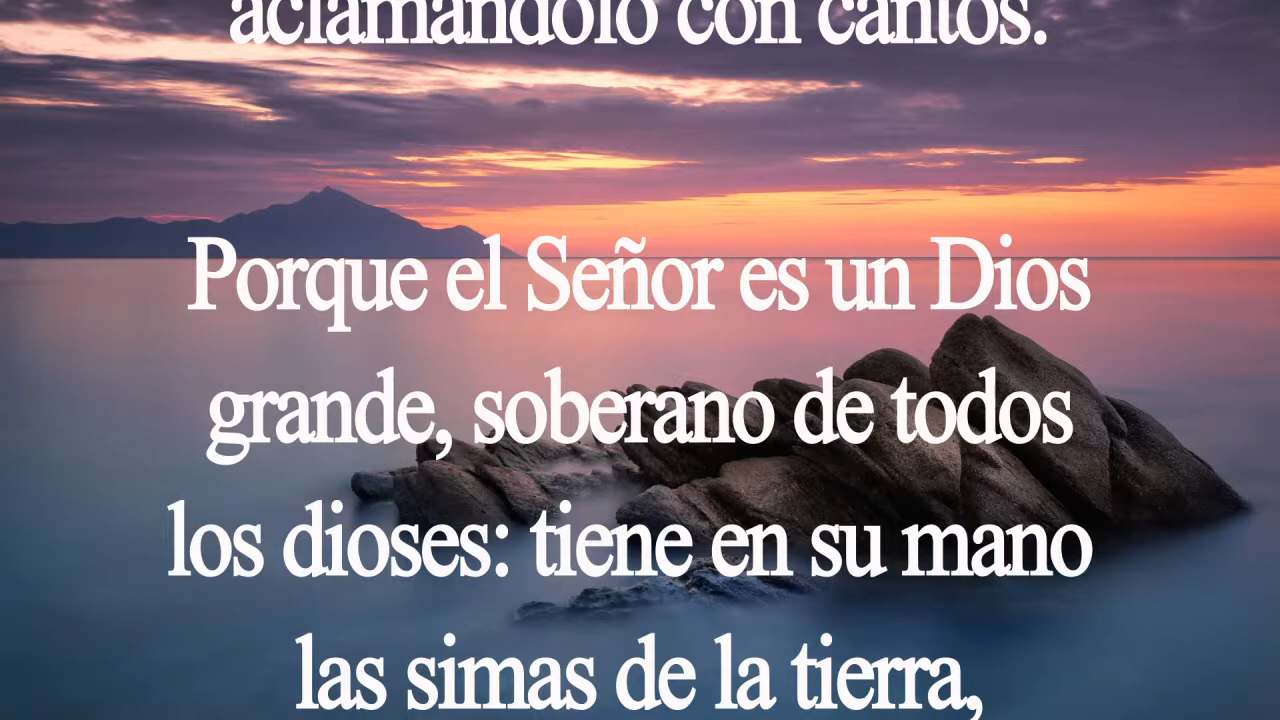 aclamándolo con cantos.
Porque el Señor es un Dios
grande, soberano de todos
los dioses: tiene en su mano
las simas de la tierra,